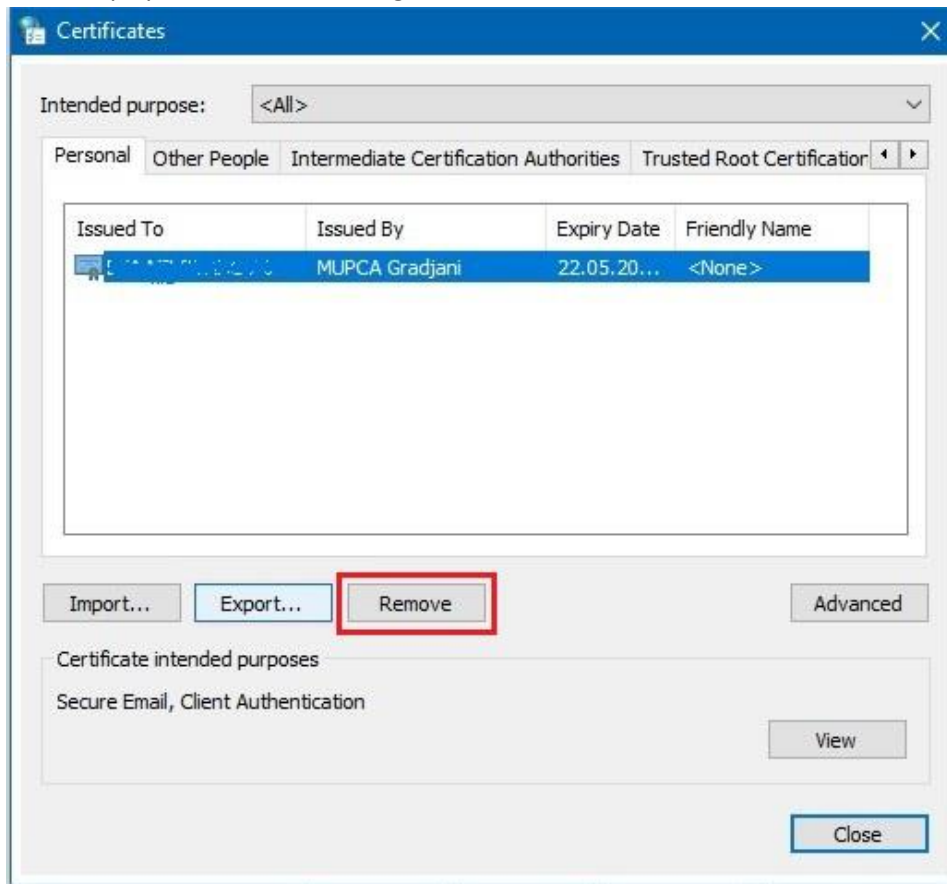 Certificates
Intended purpose: <All>
Personal Other People Intermediate Certification Authorities Trusted Root Certification
Issued To Issued By Expiry Date Friendly Name
MUPCA Gradjani 22.05.20... <None>
Import... Export... Remove Advanced
Certificate intended purposes
Secure Email, Client Authentication
View
Close